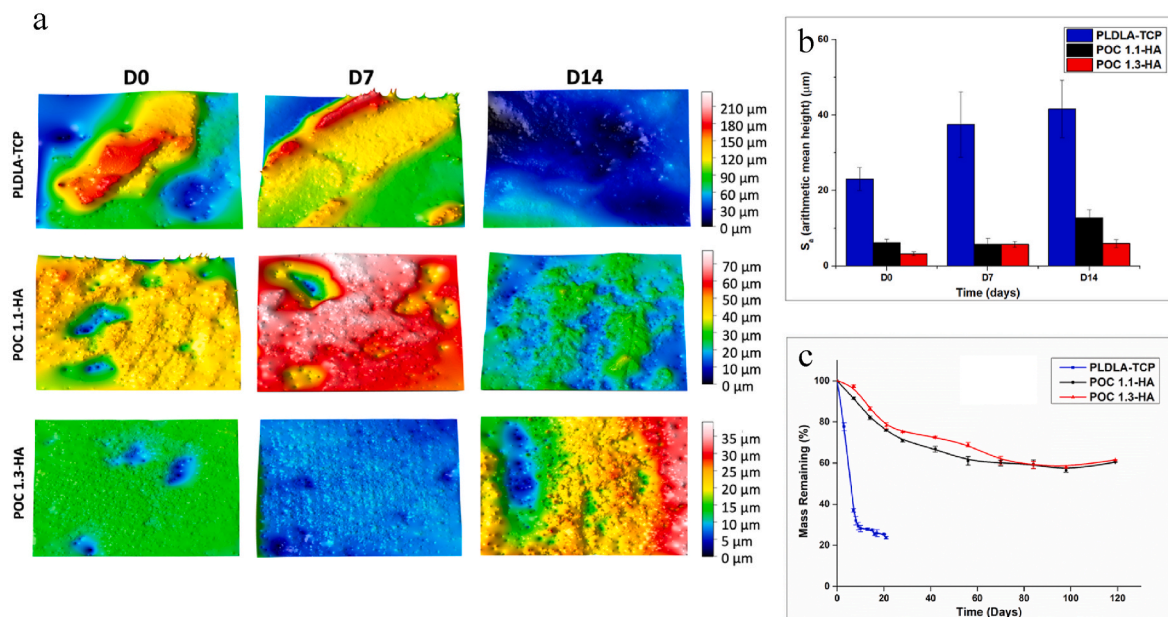 a
D0 D7 D14
PLDLA-TCP
210 µm
180 µm
150 µm
120 µm
90 µm
60 µm
30 µm
0 µm
POC 1.1-HA
70 µm
60 µm
50 µm
40 µm
30 µm
20 µm
10 µm
0 µm
POC 1.3-HA
35 µm
30 µm
25 µm
20 µm
15 µm
10 µm
5 µm
0 µm
b
PLDLA-TCP
POC 1.1-HA
POC 1.3-HA
Sa (arithmetic mean height) (µm)
60
40
20
0
D0 D7 D14
Time (days)
c
PLDLA-TCP
POC 1.1-HA
POC 1.3-HA
Mass Remaining (%)
100
80
60
40
20
0
0 20 40 60 80 100 120
Time (Days)